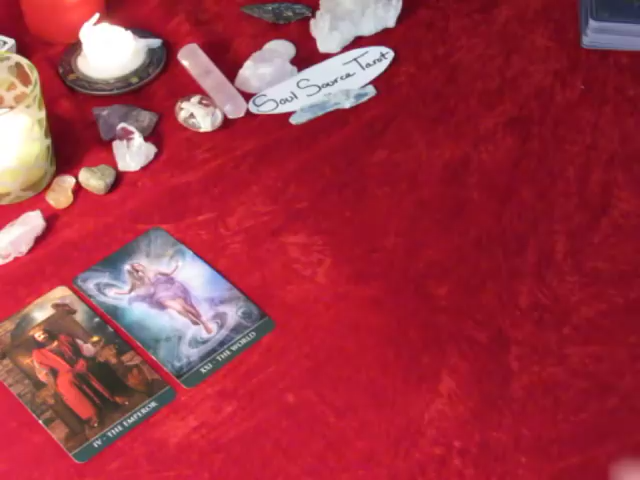 Soul Source Tarot
XXI · THE WORLD
IV · THE EMPEROR